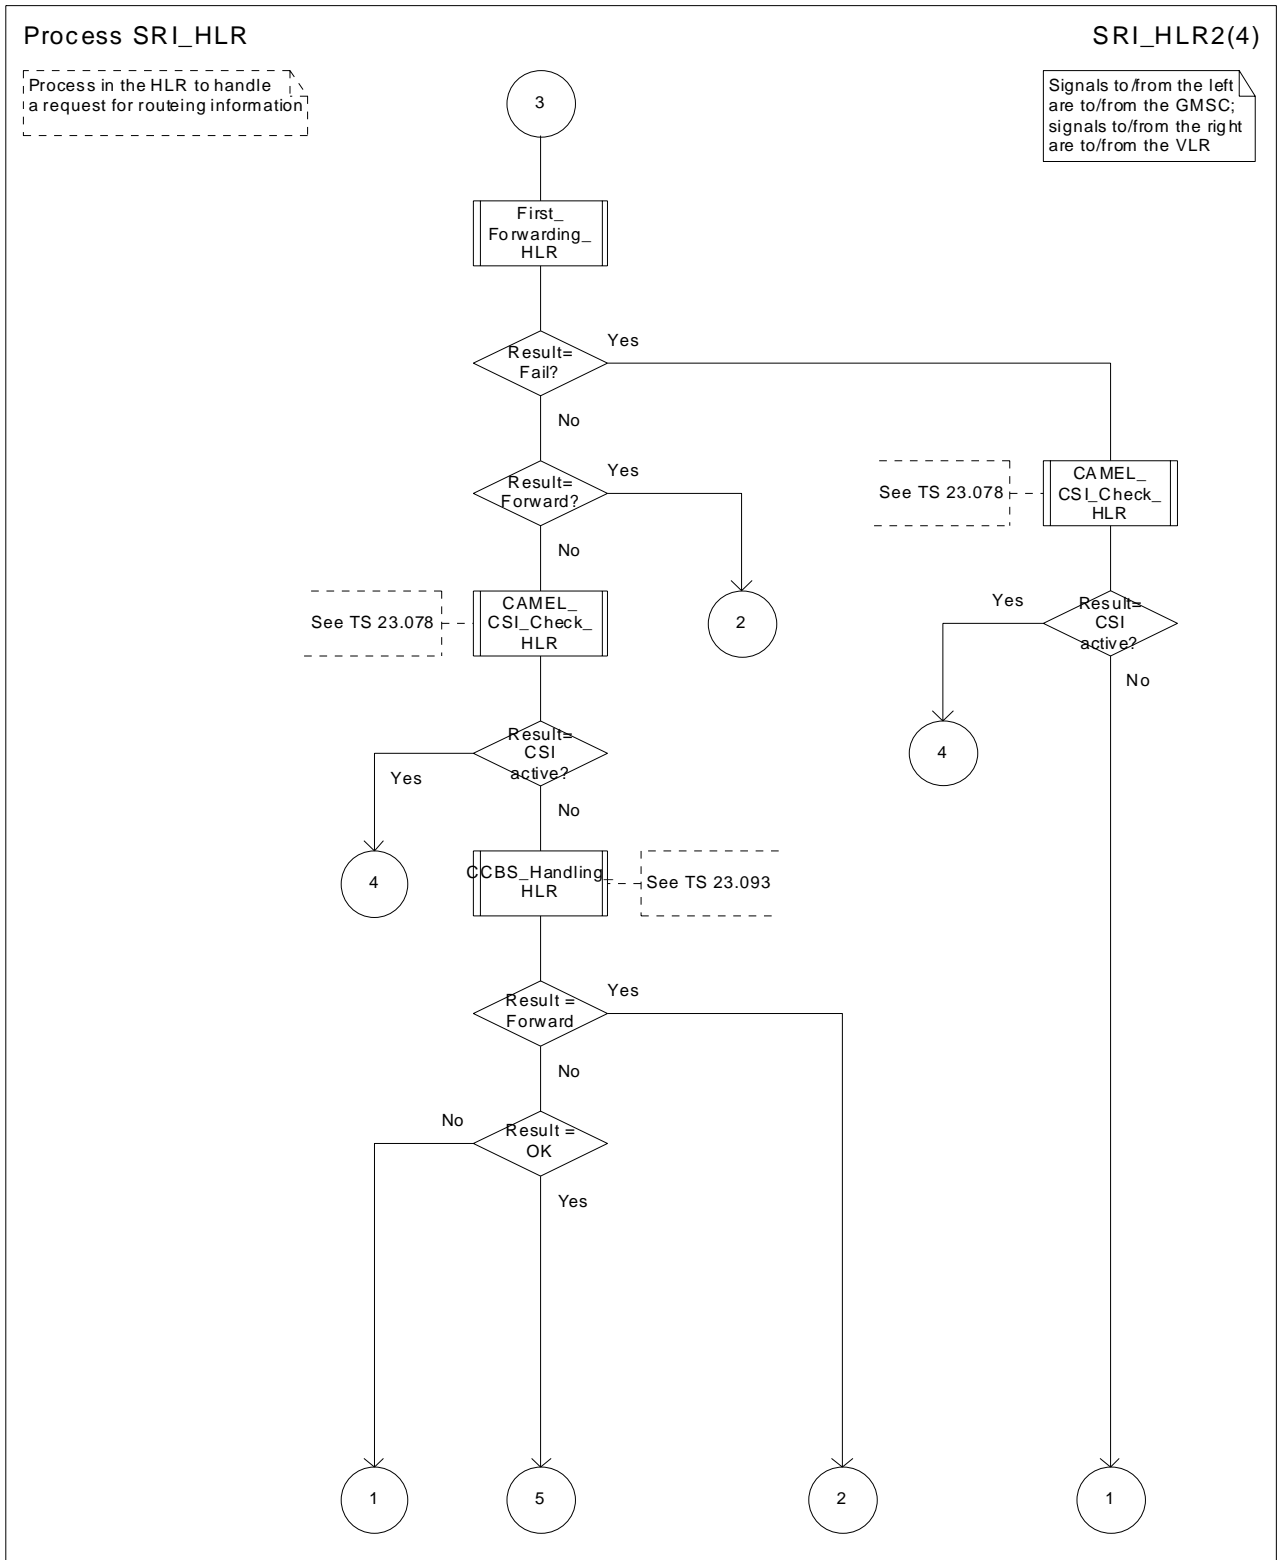 Process SRI_HLR
SRI_HLR2(4)
Process in the HLR to handle
a request for routeing information
Signals to/from the left
are to/from the GMSC;
signals to/from the right
are to/from the VLR
3
First_
Forwarding_
HLR
Result=
Fail?
Yes
No
Result=
Forward?
Yes
No
See TS 23.078
CAMEL_
CSI_Check_
HLR
See TS 23.078
CAMEL_
CSI_Check_
HLR
2
Yes
Result=
CSI
active?
No
4
Result=
CSI
active?
Yes
No
4
CCBS_Handling_
HLR
See TS 23.093
Result =
Forward
Yes
No
No
Result =
OK
Yes
1
5
2
1